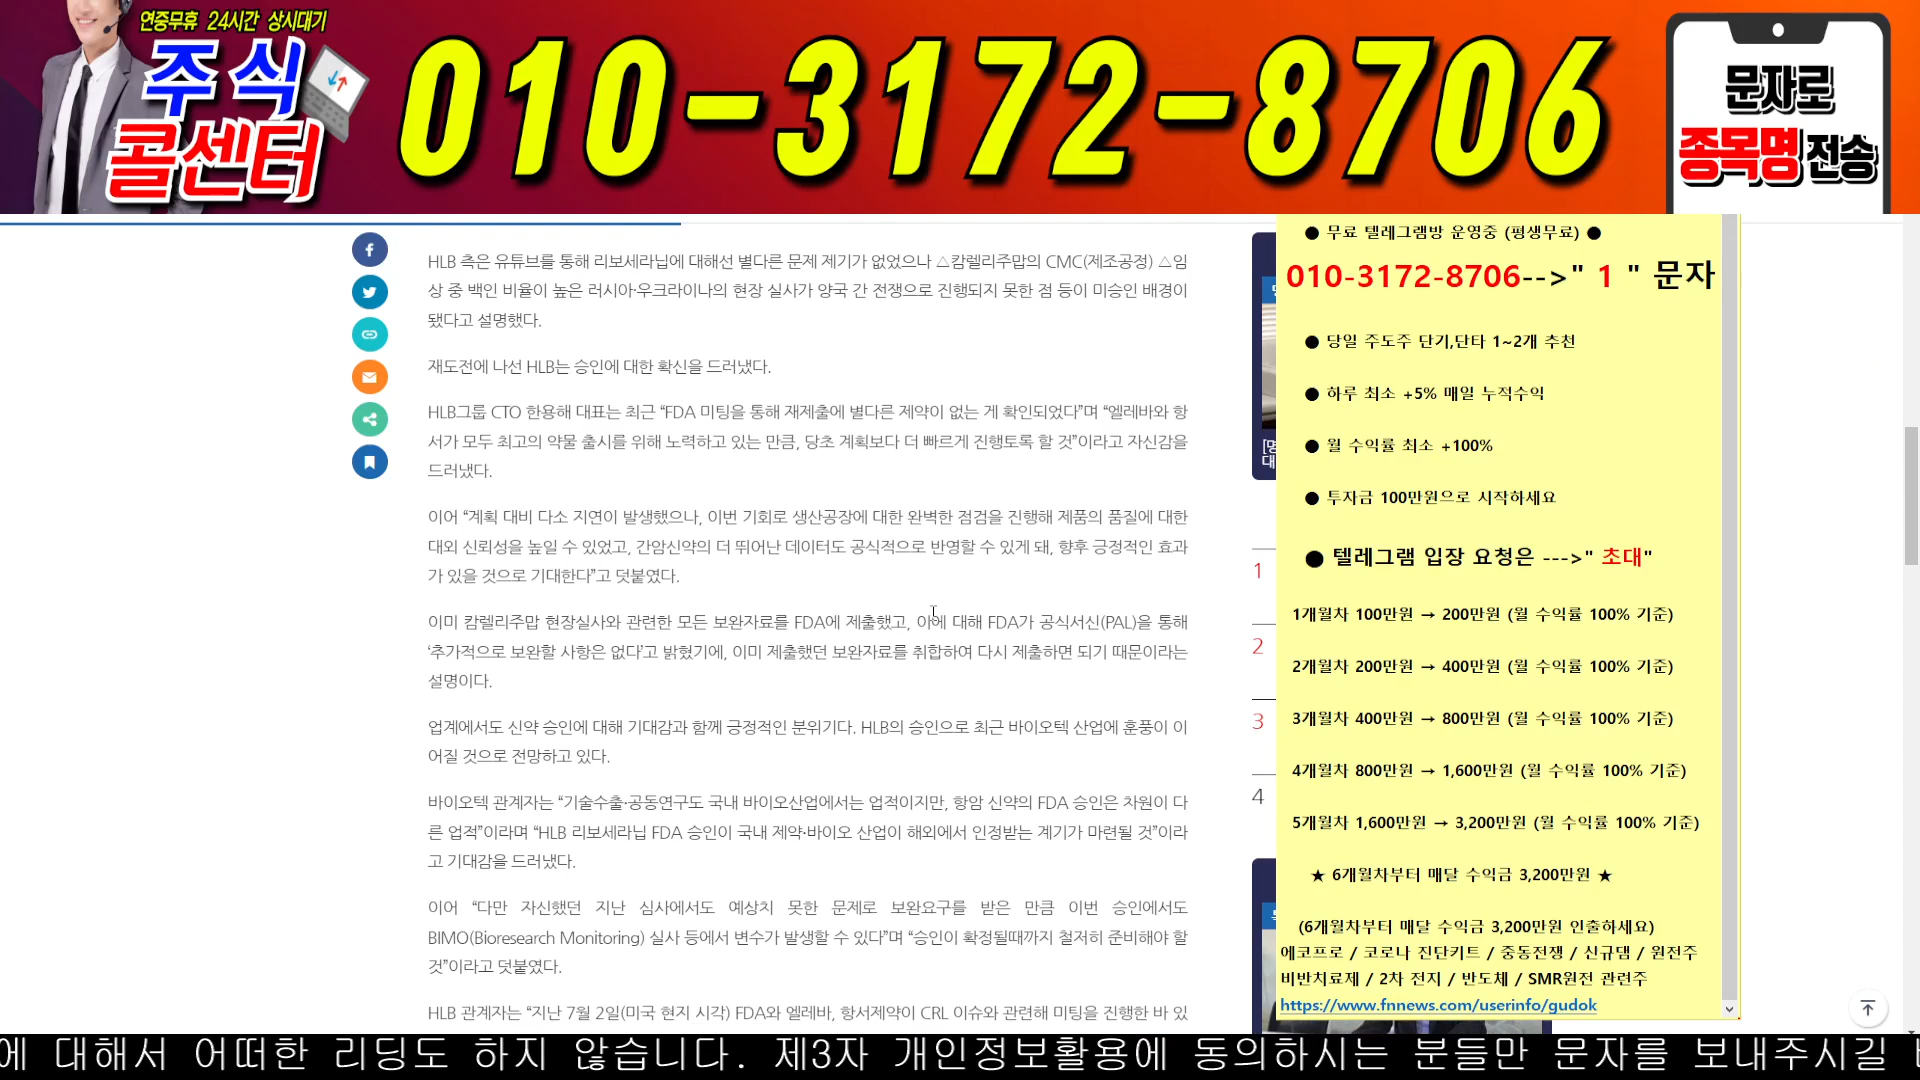 연중무휴 24시간 상시대기
주식
콜센터
010-3172-8706
문자로
종목명 전송
HLB 측은 유튜브를 통해 리보세라닙에 대해선 별다른 문제 제기가 없었으나 △캄렐리주맙의 CMC(제조공정) △임
상 중 백인 비율이 높은 러시아·우크라이나의 현장 실사가 양국 간 전쟁으로 진행되지 못한 점 등이 미승인 배경이
됐다고 설명했다.
재도전에 나선 HLB는 승인에 대한 확신을 드러냈다.
HLB그룹 CTO 한용해 대표는 최근 “FDA 미팅을 통해 재제출에 별다른 제약이 없는 게 확인되었다”며 “엘레바와 항
서가 모두 최고의 약물 출시를 위해 노력하고 있는 만큼, 당초 계획보다 더 빠르게 진행토록 할 것”이라고 자신감을
드러냈다.
이어 “계획 대비 다소 지연이 발생했으나, 이번 기회로 생산공장에 대한 완벽한 점검을 진행해 제품의 품질에 대한
대외 신뢰성을 높일 수 있었고, 간암신약의 더 뛰어난 데이터도 공식적으로 반영할 수 있게 돼, 향후 긍정적인 효과
가 있을 것으로 기대한다”고 덧붙였다.
이미 캄렐리주맙 현장실사와 관련한 모든 보완자료를 FDA에 제출했고, 이에 대해 FDA가 공식서신(PAL)을 통해
‘추가적으로 보완할 사항은 없다’고 밝혔기에, 이미 제출했던 보완자료를 취합하여 다시 제출하면 되기 때문이라는
설명이다.
업계에서도 신약 승인에 대해 기대감과 함께 긍정적인 분위기다. HLB의 승인으로 최근 바이오텍 산업에 훈풍이 이
어질 것으로 전망하고 있다.
바이오텍 관계자는 “기술수출·공동연구도 국내 바이오산업에서는 업적이지만, 항암 신약의 FDA 승인은 차원이 다
른 업적”이라며 “HLB 리보세라닙 FDA 승인이 국내 제약·바이오 산업이 해외에서 인정받는 계기가 마련될 것”이라
고 기대감을 드러냈다.
이어 “다만 자신했던 지난 심사에서도 예상치 못한 문제로 보완요구를 받은 만큼 이번 승인에서도
BIMO(Bioresearch Monitoring) 실사 등에서 변수가 발생할 수 있다”며 “승인이 확정될때까지 철저히 준비해야 할
것”이라고 덧붙였다.
HLB 관계자는 “지난 7월 2일(미국 현지 시각) FDA와 엘레바, 항서제약이 CRL 이슈와 관련해 미팅을 진행한 바 있
1
2
3
4
● 무료 텔레그램방 운영중 (평생무료) ●
010-3172-8706-->" 1 " 문자
● 당일 주도주 단기,단타 1~2개 추천
● 하루 최소 +5% 매일 누적수익
● 월 수익률 최소 +100%
● 투자금 100만원으로 시작하세요
● 텔레그램 입장 요청은 --->" 초대"
1개월차 100만원 → 200만원 (월 수익률 100% 기준)
2개월차 200만원 → 400만원 (월 수익률 100% 기준)
3개월차 400만원 → 800만원 (월 수익률 100% 기준)
4개월차 800만원 → 1,600만원 (월 수익률 100% 기준)
5개월차 1,600만원 → 3,200만원 (월 수익률 100% 기준)
★ 6개월차부터 매달 수익금 3,200만원 ★
(6개월차부터 매달 수익금 3,200만원 인출하세요)
에코프로 / 코로나 진단키트 / 중동전쟁 / 신규댐 / 원전주
비반치료제 / 2차 전지 / 반도체 / SMR원전 관련주
https://www.fnnews.com/userinfo/gudok
에 대해서 어떠한 리딩도 하지 않습니다. 제3자 개인정보활용에 동의하시는 분들만 문자를 보내주시길